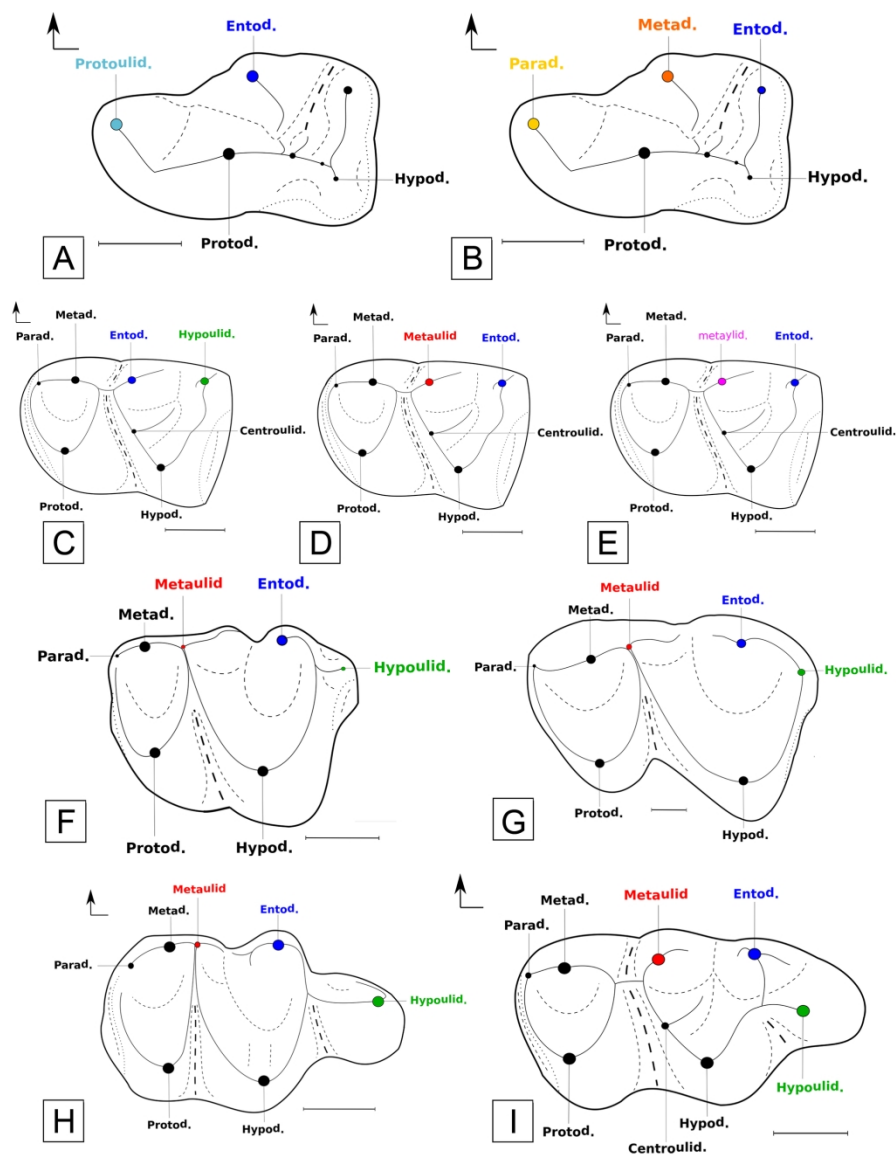 Entod.
Protoulid.
Hypod.
Protod.
A
Metad.
Entod.
Parad.
Hypod.
Protod.
B
Metad.
Parad.
Entod.
Hypoulid.
Centroulid.
Protod.
Hypod.
C
Metad.
Parad.
Metaulid
Entod.
Centroulid.
Protod.
Hypod.
D
Metad.
Parad.
metaylid.
Entod.
Centroulid.
Protod.
Hypod.
E
Metaulid
Entod.
Metad.
Parad.
Hypoulid.
Protod.
Hypod.
F
Metaulid
Metad.
Entod.
Parad.
Hypoulid.
Protod.
Hypod.
G
Metaulid
Metad.
Entod.
Parad.
Hypoulid.
Protod.
Hypod.
H
Metad.
Metaulid
Entod.
Parad.
Hypoulid.
Protod.
Hypod.
Centroulid.
I